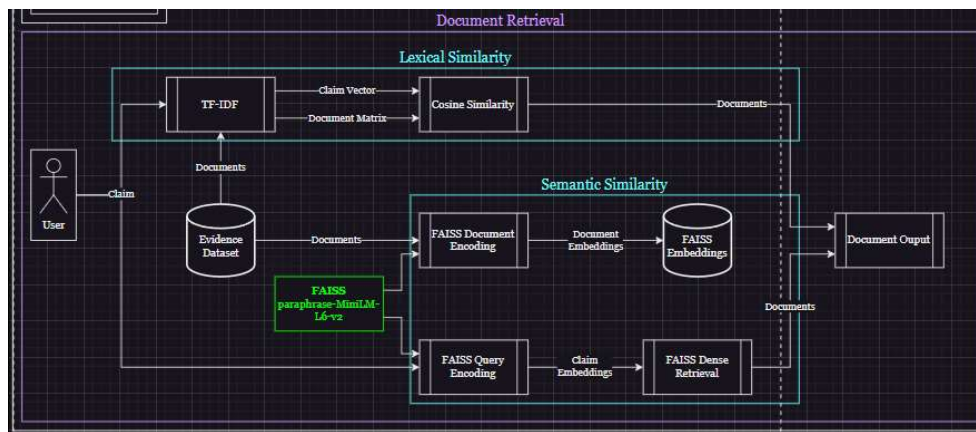 Document Retrieval
Lexical Similarity
TF-IDF
Claim Vector
Document Matrix
Cosine Similarity
Documents
Documents
User
Claim
Semantic Similarity
Evidence
Dataset
Documents
FAISS Document
Encoding
Document
Embeddings
FAISS
Embeddings
Document Ouput
FAISS
paraphrase-MiniLM-
L6-v2
Documents
FAISS Query
Encoding
Claim
Embeddings
FAISS Dense
Retrieval